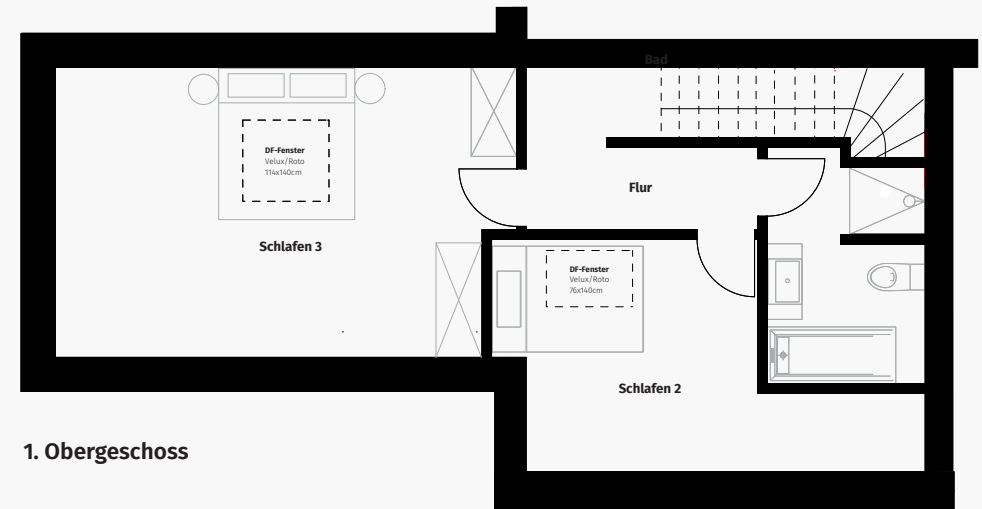 Bad
DF-Fenster
Velux/Roto
114x140cm
Flur
Schlafen 3
DF-Fenster
Velux/Roto
76x140cm
Schlafen 2
1. Obergeschoss